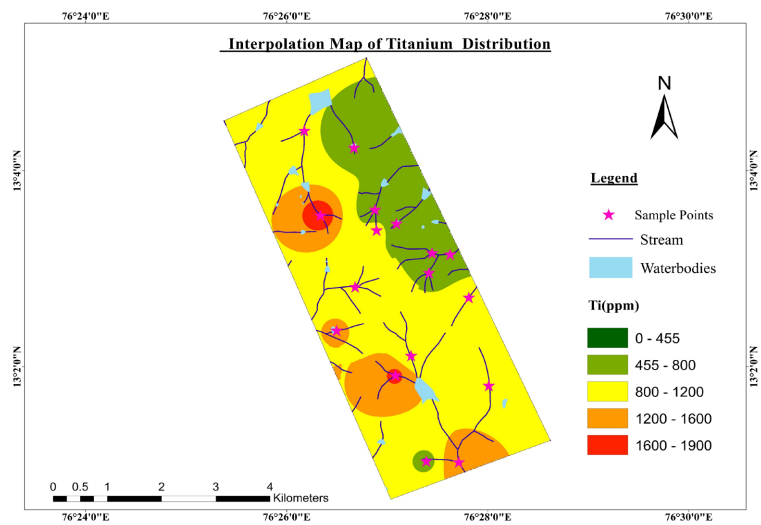 76°24'0"E 76°26'0"E 76°28'0"E 76°30'0"E
Interpolation Map of Titanium Distribution
N
13°4'0"N 13°4'0"N
Legend
Sample Points
Stream
Waterbodies
Ti(ppm)
0 - 455
455 - 800
800 - 1200
1200 - 1600
1600 - 1900
13°2'0"N 13°2'0"N
0 0.5 1 2 3 4
Kilometers
76°24'0"E 76°26'0"E 76°28'0"E 76°30'0"E